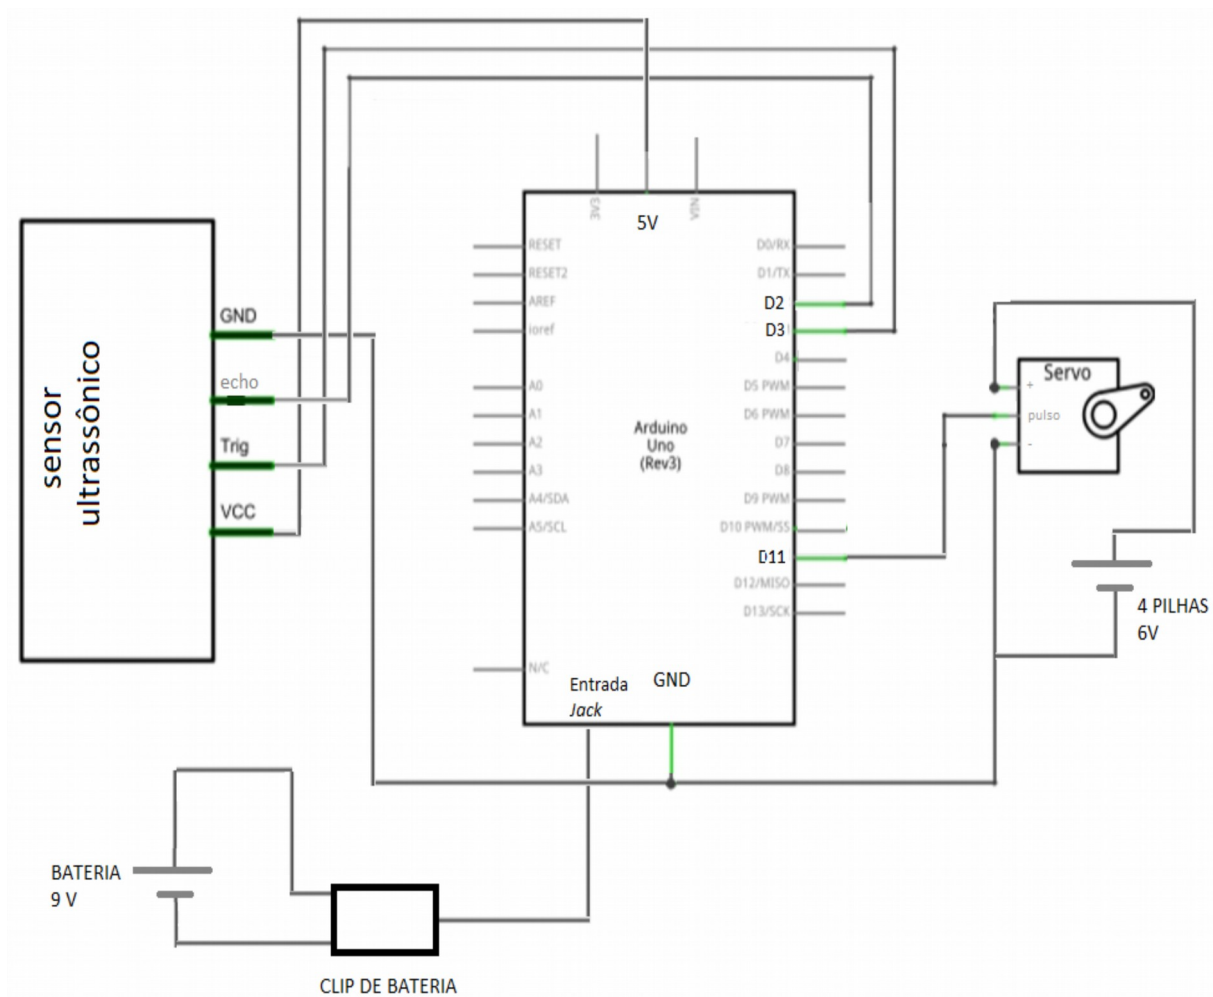 sensor
ultrassônico
GND
echo
Trig
VCC
3V3
5V
VIN
RESET
RESET2
AREF
ioref
A0
A1
A2
A3
A4/SDA
A5/SCL
N/C
Arduino
Uno
(Rev3)
D0/RX
D1/TX
D2
D3
D4
D5 PWM
D6 PWM
D7
D8
D9 PWM
D10 PWM/SS
D11
D12/MISO
D13/SCK
Entrada
Jack
GND
Servo
+
pulso
-
4 PILHAS
6V
BATERIA
9 V
CLIP DE BATERIA